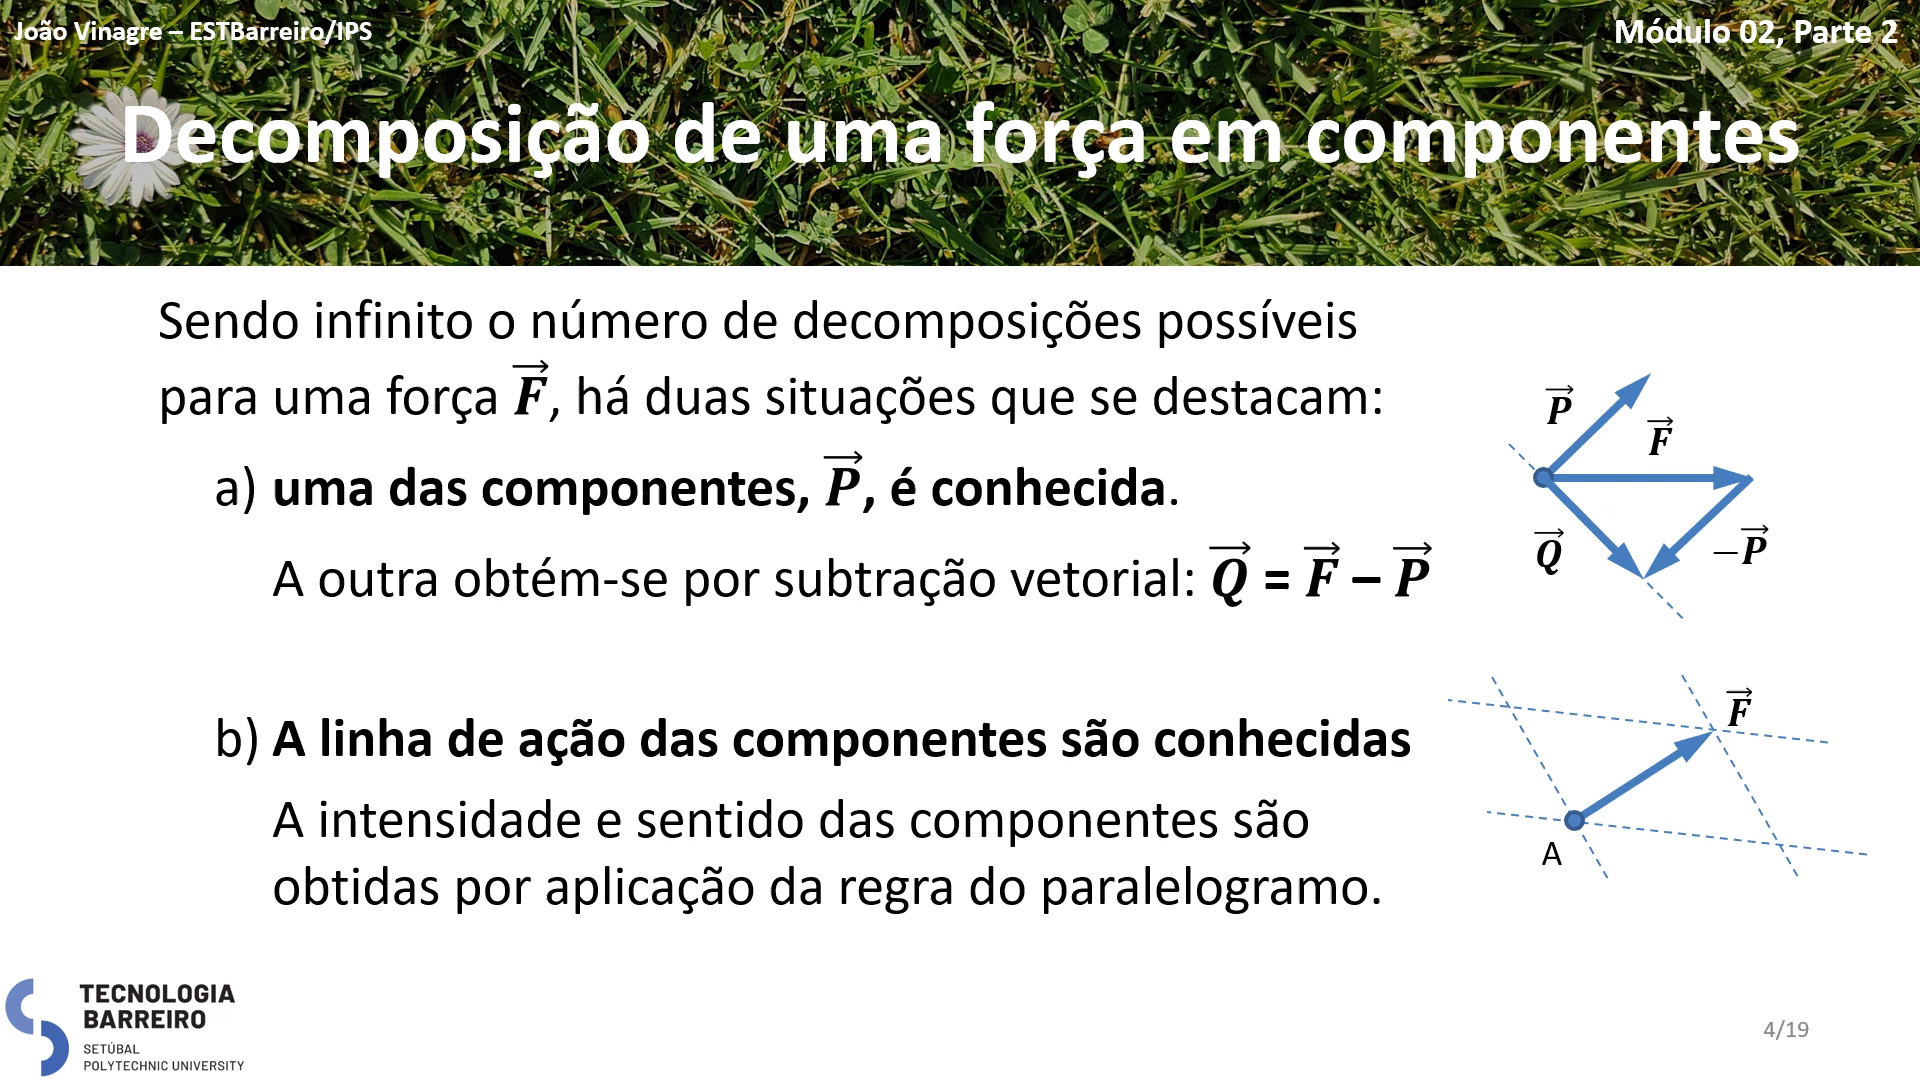 João Vinagre – ESTBarreiro/IPS
Módulo 02, Parte 2
Decomposição de uma força em componentes
Sendo infinito o número de decomposições possíveis
para uma força F⃗, há duas situações que se destacam:
a) uma das componentes, P⃗, é conhecida.
A outra obtém-se por subtração vetorial: Q⃗ = F⃗ – P⃗
P⃗
F⃗
Q⃗
−P⃗
b) A linha de ação das componentes são conhecidas
A intensidade e sentido das componentes são
obtidas por aplicação da regra do paralelogramo.
F⃗
A
TECNOLOGIA
BARREIRO
SETÚBAL
POLYTECHNIC UNIVERSITY
4/19